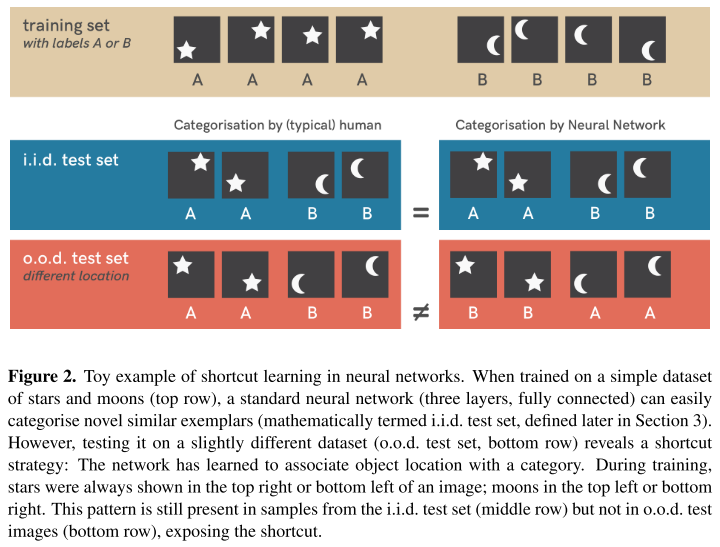 training set
with labels A or B
A A A A B B B B
Categorisation by (typical) human Categorisation by Neural Network
i.i.d. test set
A A B B = A A B B
o.o.d. test set
different location
A A B B ≠ B B A A
Figure 2. Toy example of shortcut learning in neural networks. When trained on a simple dataset
of stars and moons (top row), a standard neural network (three layers, fully connected) can easily
categorise novel similar exemplars (mathematically termed i.i.d. test set, defined later in Section 3).
However, testing it on a slightly different dataset (o.o.d. test set, bottom row) reveals a shortcut
strategy: The network has learned to associate object location with a category. During training,
stars were always shown in the top right or bottom left of an image; moons in the top left or bottom
right. This pattern is still present in samples from the i.i.d. test set (middle row) but not in o.o.d. test
images (bottom row), exposing the shortcut.